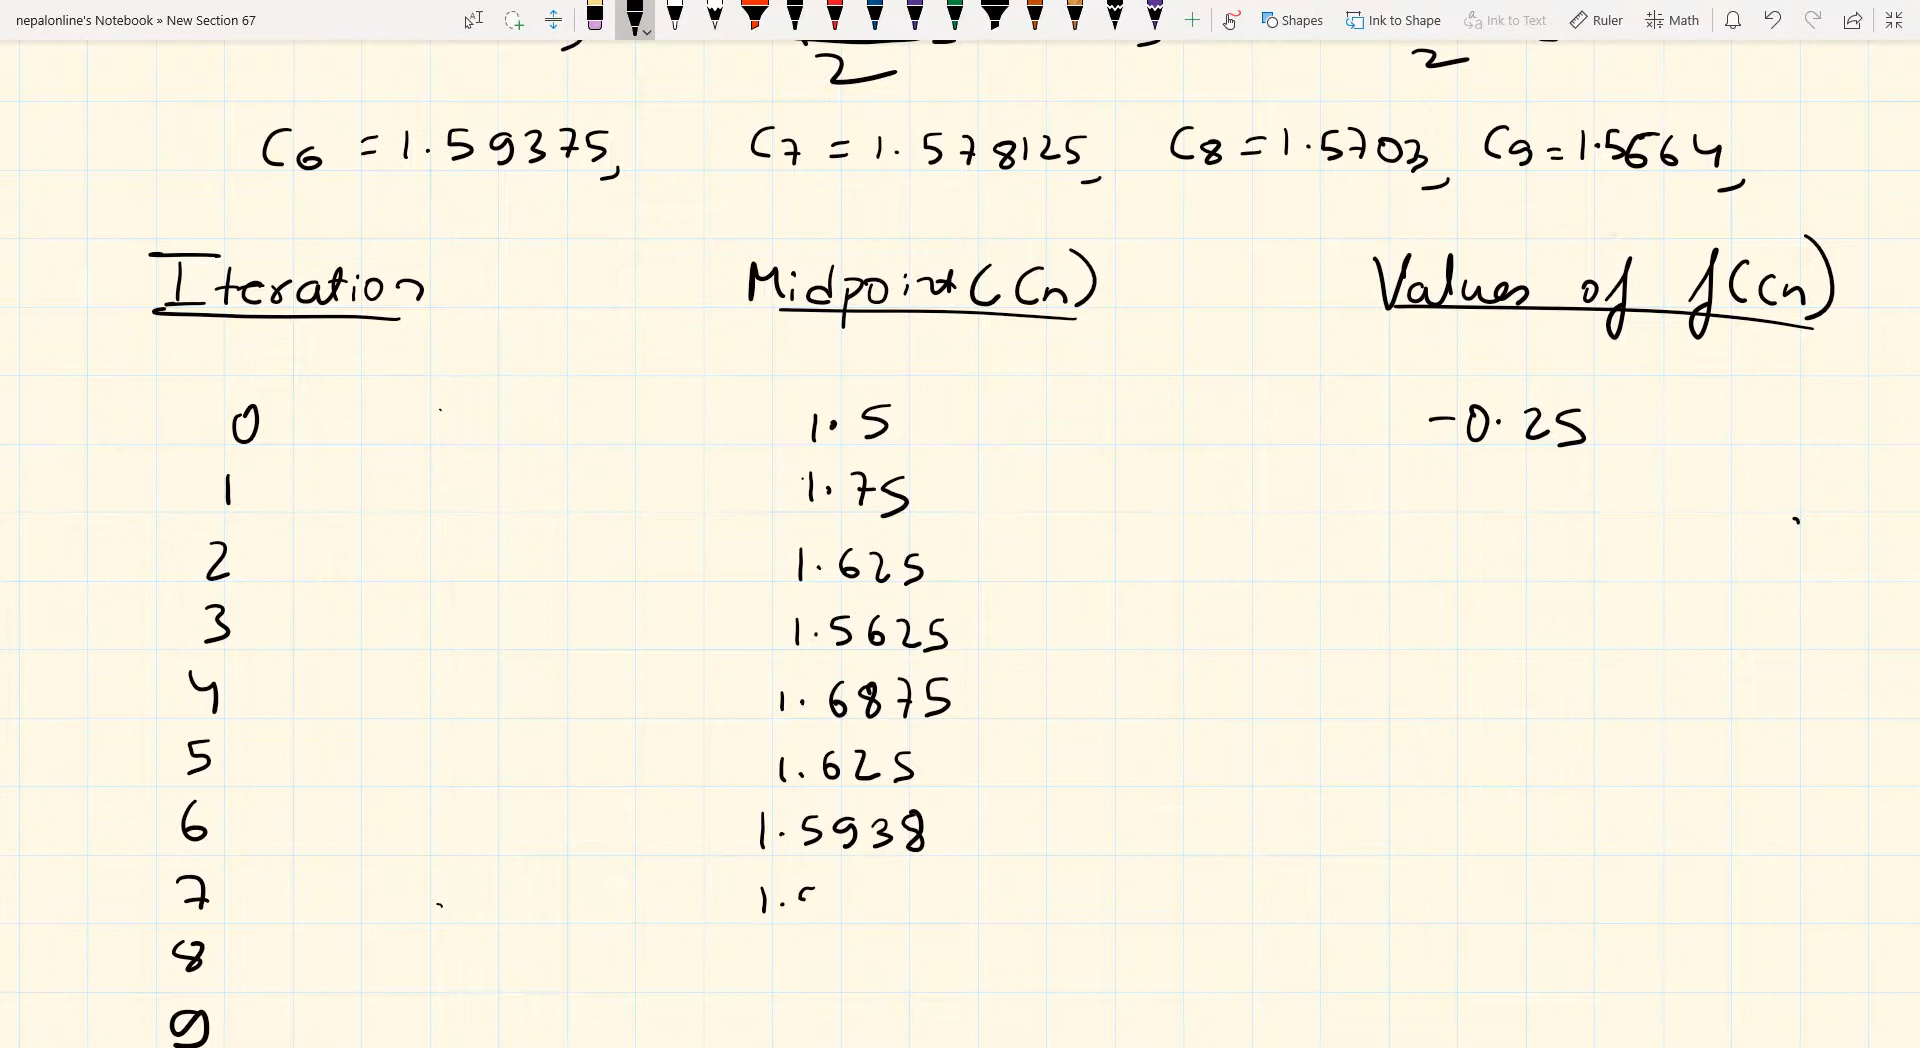 nepalonline's Notebook » New Section 67 Shapes Ink to Shape Ink to Text Ruler Math
2 2
C6 = 1.59375, C7 = 1.578125, C8 = 1.5703, C9 = 1.5664,
Iteration Midpoint (Cn) Values of f(Cn)
0 1.5 -0.25
1 1.75
2 1.625
3 1.5625
4 1.6875
5 1.625
6 1.5938
7 1.
8
9